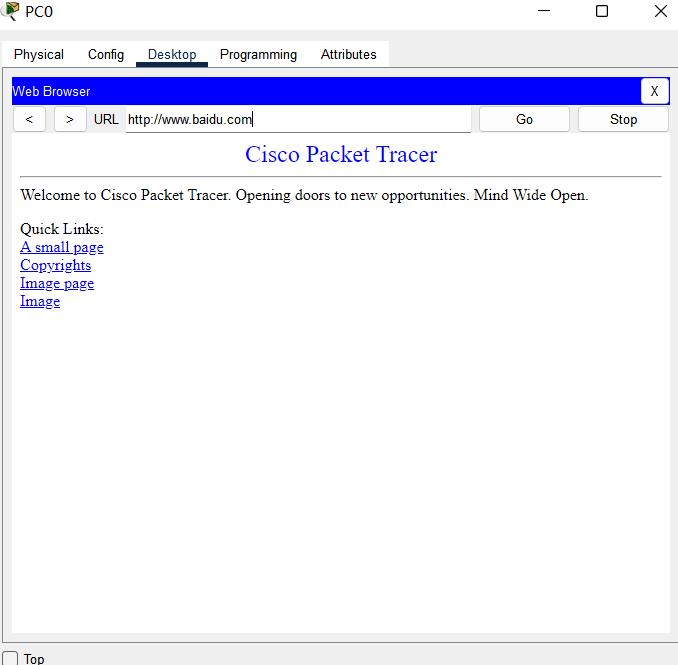 PC0
Physical Config Desktop Programming Attributes
Web Browser X
< > URL http://www.baidu.com Go Stop
Cisco Packet Tracer
Welcome to Cisco Packet Tracer. Opening doors to new opportunities. Mind Wide Open.
Quick Links:
A small page
Copyrights
Image page
Image
Top